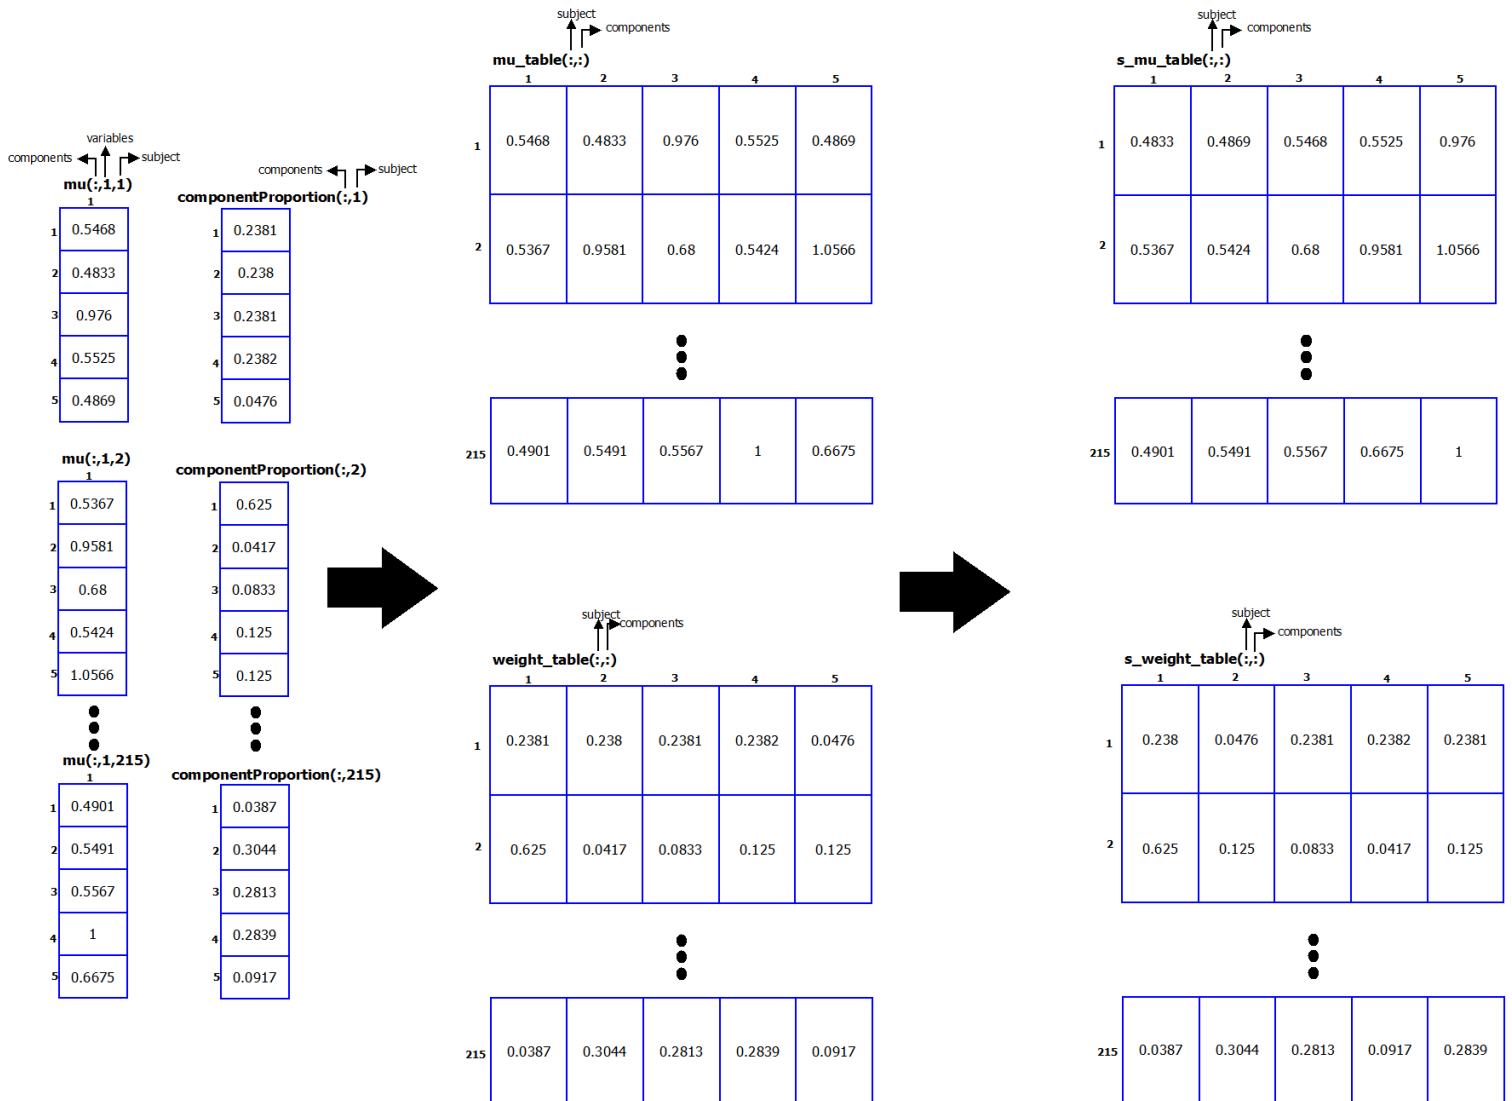 variables
components
subject
mu(:,1,1)
1
1 0.5468
2 0.4833
3 0.976
4 0.5525
5 0.4869
components
subject
componentProportion(:,1)
1 0.2381
2 0.238
3 0.2381
4 0.2382
5 0.0476
mu(:,1,2)
1
1 0.5367
2 0.9581
3 0.68
4 0.5424
5 1.0566
componentProportion(:,2)
1 0.625
2 0.0417
3 0.0833
4 0.125
5 0.125
mu(:,1,215)
1
1 0.4901
2 0.5491
3 0.5567
4 1
5 0.6675
componentProportion(:,215)
1 0.0387
2 0.3044
3 0.2813
4 0.2839
5 0.0917
subject
components
mu_table(:,:)
1 2 3 4 5
1 0.5468 0.4833 0.976 0.5525 0.4869
2 0.5367 0.9581 0.68 0.5424 1.0566
215 0.4901 0.5491 0.5567 1 0.6675
subject
components
weight_table(:,:)
1 2 3 4 5
1 0.2381 0.238 0.2381 0.2382 0.0476
2 0.625 0.0417 0.0833 0.125 0.125
215 0.0387 0.3044 0.2813 0.2839 0.0917
subject
components
s_mu_table(:,:)
1 2 3 4 5
1 0.4833 0.4869 0.5468 0.5525 0.976
2 0.5367 0.5424 0.68 0.9581 1.0566
215 0.4901 0.5491 0.5567 0.6675 1
subject
components
s_weight_table(:,:)
1 2 3 4 5
1 0.238 0.0476 0.2381 0.2382 0.2381
2 0.625 0.125 0.0833 0.0417 0.125
215 0.0387 0.3044 0.2813 0.0917 0.2839